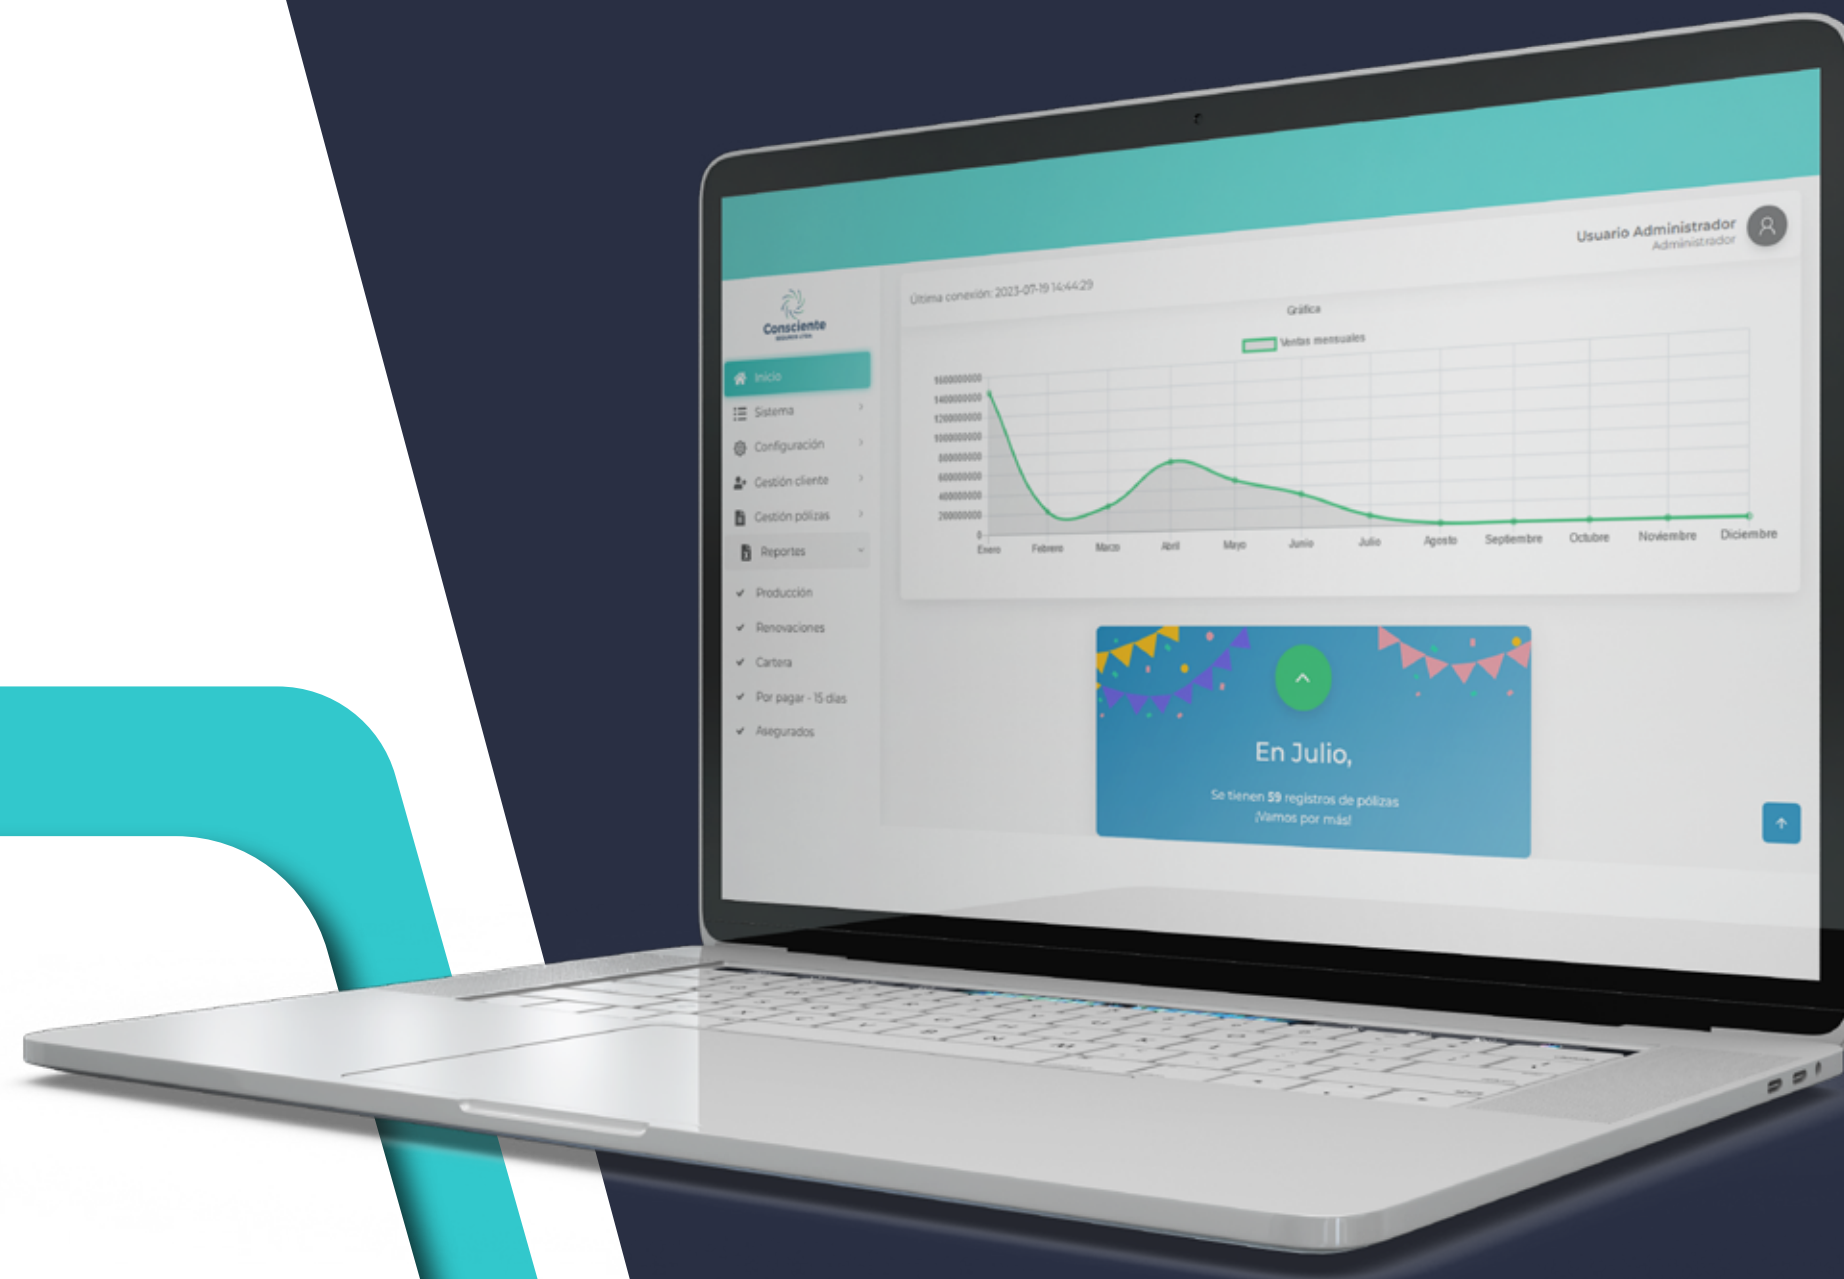 Usuario Administrador
Administrador
Última conexión: 2023-07-19 14:44:29
Consciente
SEGUROS LTDA
Inicio
Sistema
Configuración
Gestión cliente
Gestión pólizas
Reportes
Producción
Renovaciones
Cartera
Por pagar - 15 días
Asegurados
Gráfica
Ventas mensuales
1600000000
1400000000
1200000000
1000000000
800000000
600000000
400000000
200000000
0
Enero Febrero Marzo Abril Mayo Junio Julio Agosto Septiembre Octubre Noviembre Diciembre
En Julio,
Se tienen 59 registros de pólizas
¡Vamos por más!